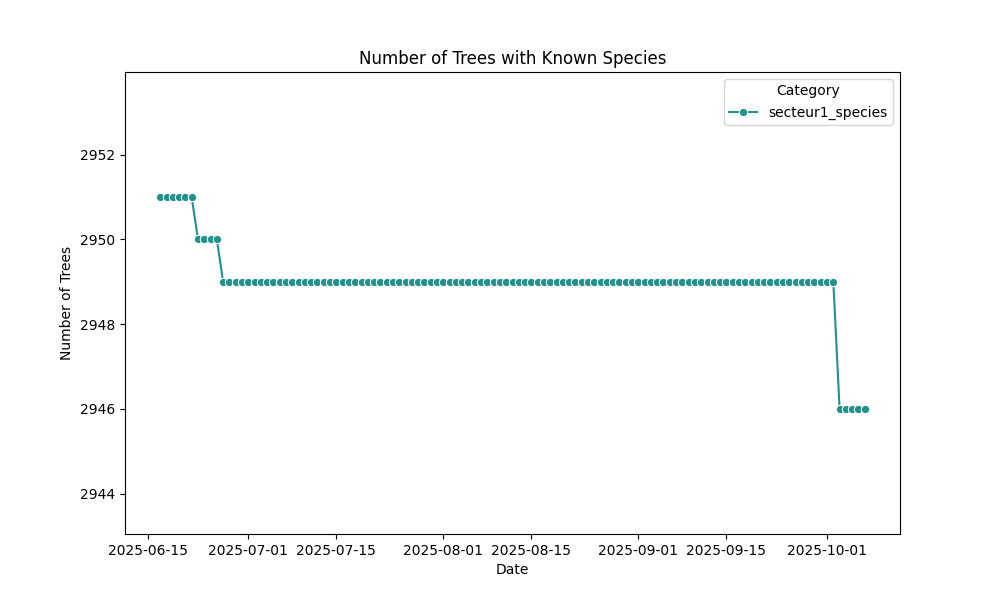 Number of Trees with Known Species
Category
secteur1_species
2952
2950
2948
2946
2944
Number of Trees
2025-06-15 2025-07-01 2025-07-15 2025-08-01 2025-08-15 2025-09-01 2025-09-15 2025-10-01
Date